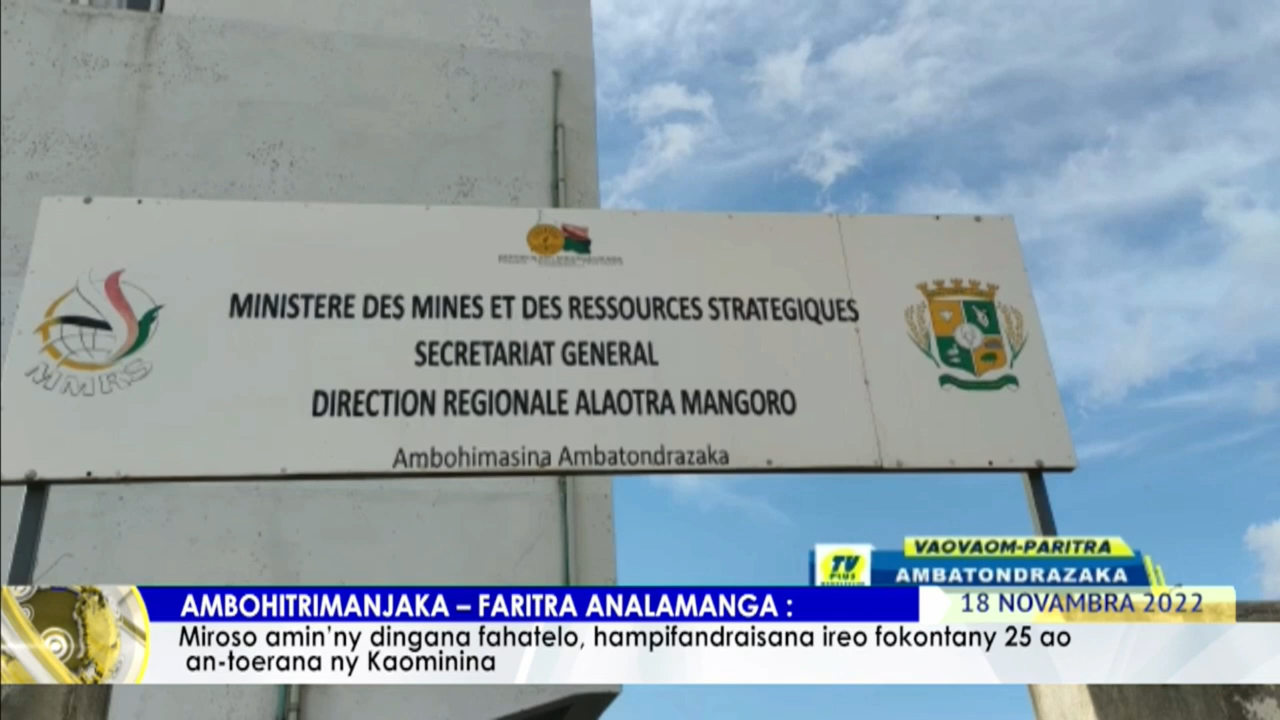 MINISTERE DES MINES ET DES RESSOURCES STRATEGIQUES
SECRETARIAT GENERAL
DIRECTION REGIONALE ALAOTRA MANGORO
Ambohimasina Ambatondrazaka
MMRS
TV
PLUS
VAOVAOM-PARITRA
AMBATONDRAZAKA
18 NOVAMBRA 2022
AMBOHITRIMANJAKA – FARITRA ANALAMANGA :
Miroso amin'ny dingana fahatelo, hampifandraisana ireo fokontany 25 ao
an-toerana ny Kaominina